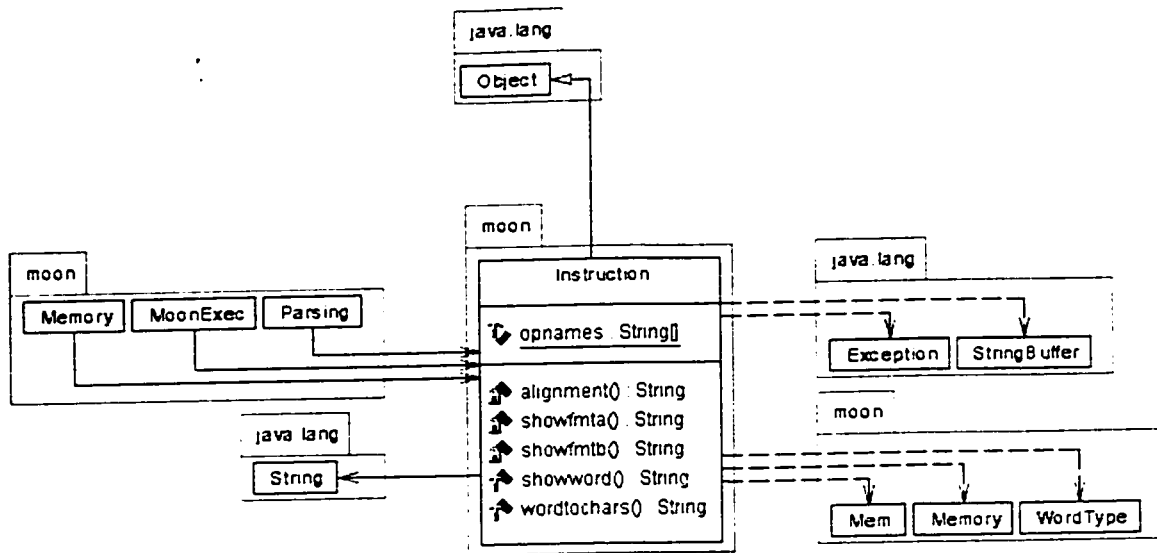 java.lang
Object
moon
Instruction
opnames : String[]
alignment() : String
showfmta() : String
showfmtb() : String
showword() : String
wordtochars() : String
moon
Memory MoonExec Parsing
java.lang
String
java.lang
Exception StringBuffer
moon
Mem Memory WordType